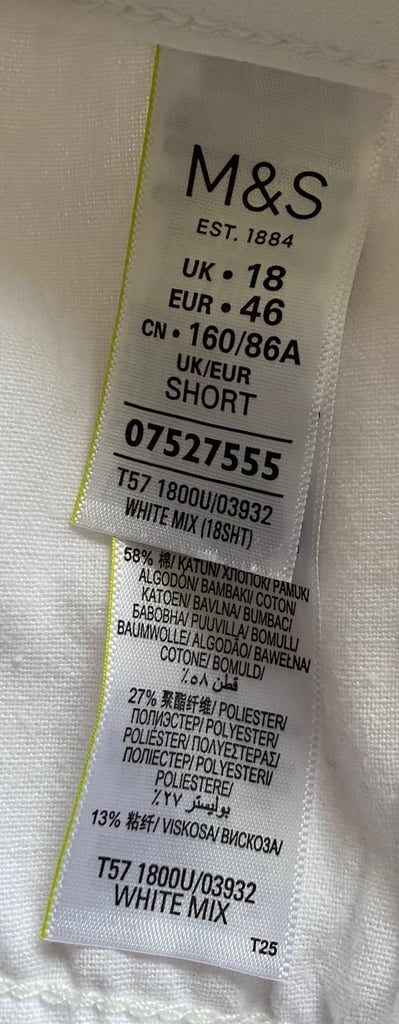 M&S
EST. 1884
UK • 18
EUR • 46
CN • 160/86A
UK/EUR
SHORT
07527555
T57 1800U/03932
WHITE MIX (18SHT)
58% 棉/ KATUN/ ХЛОПОК/ PAMUK/
ALGODÓN/ BAMBAKI/ COTON/
KATOEN/ BAVLNA/ BUMBAC/
БАВОВНА/ PUUVILLA/ BOMULL/
BAUMWOLLE/ ALGODÃO/ BAWEŁNA/
COTONE/ BOMULD/
قطن ٥٨٪
27% 聚酯纤维/ POLIESTER/
ПОЛИЭСТЕР/ POLYESTER/
POLIÉSTER/ ΠΟΛΥΕΣΤΕΡΑΣ/
ПОЛІЕСТЕР/ POLYESTERI/
POLIESTERE/
بوليستر ٢٧٪
13% 粘纤/ VISKOSA/ ВИСКОЗА/
T57 1800U/03932
WHITE MIX
T25